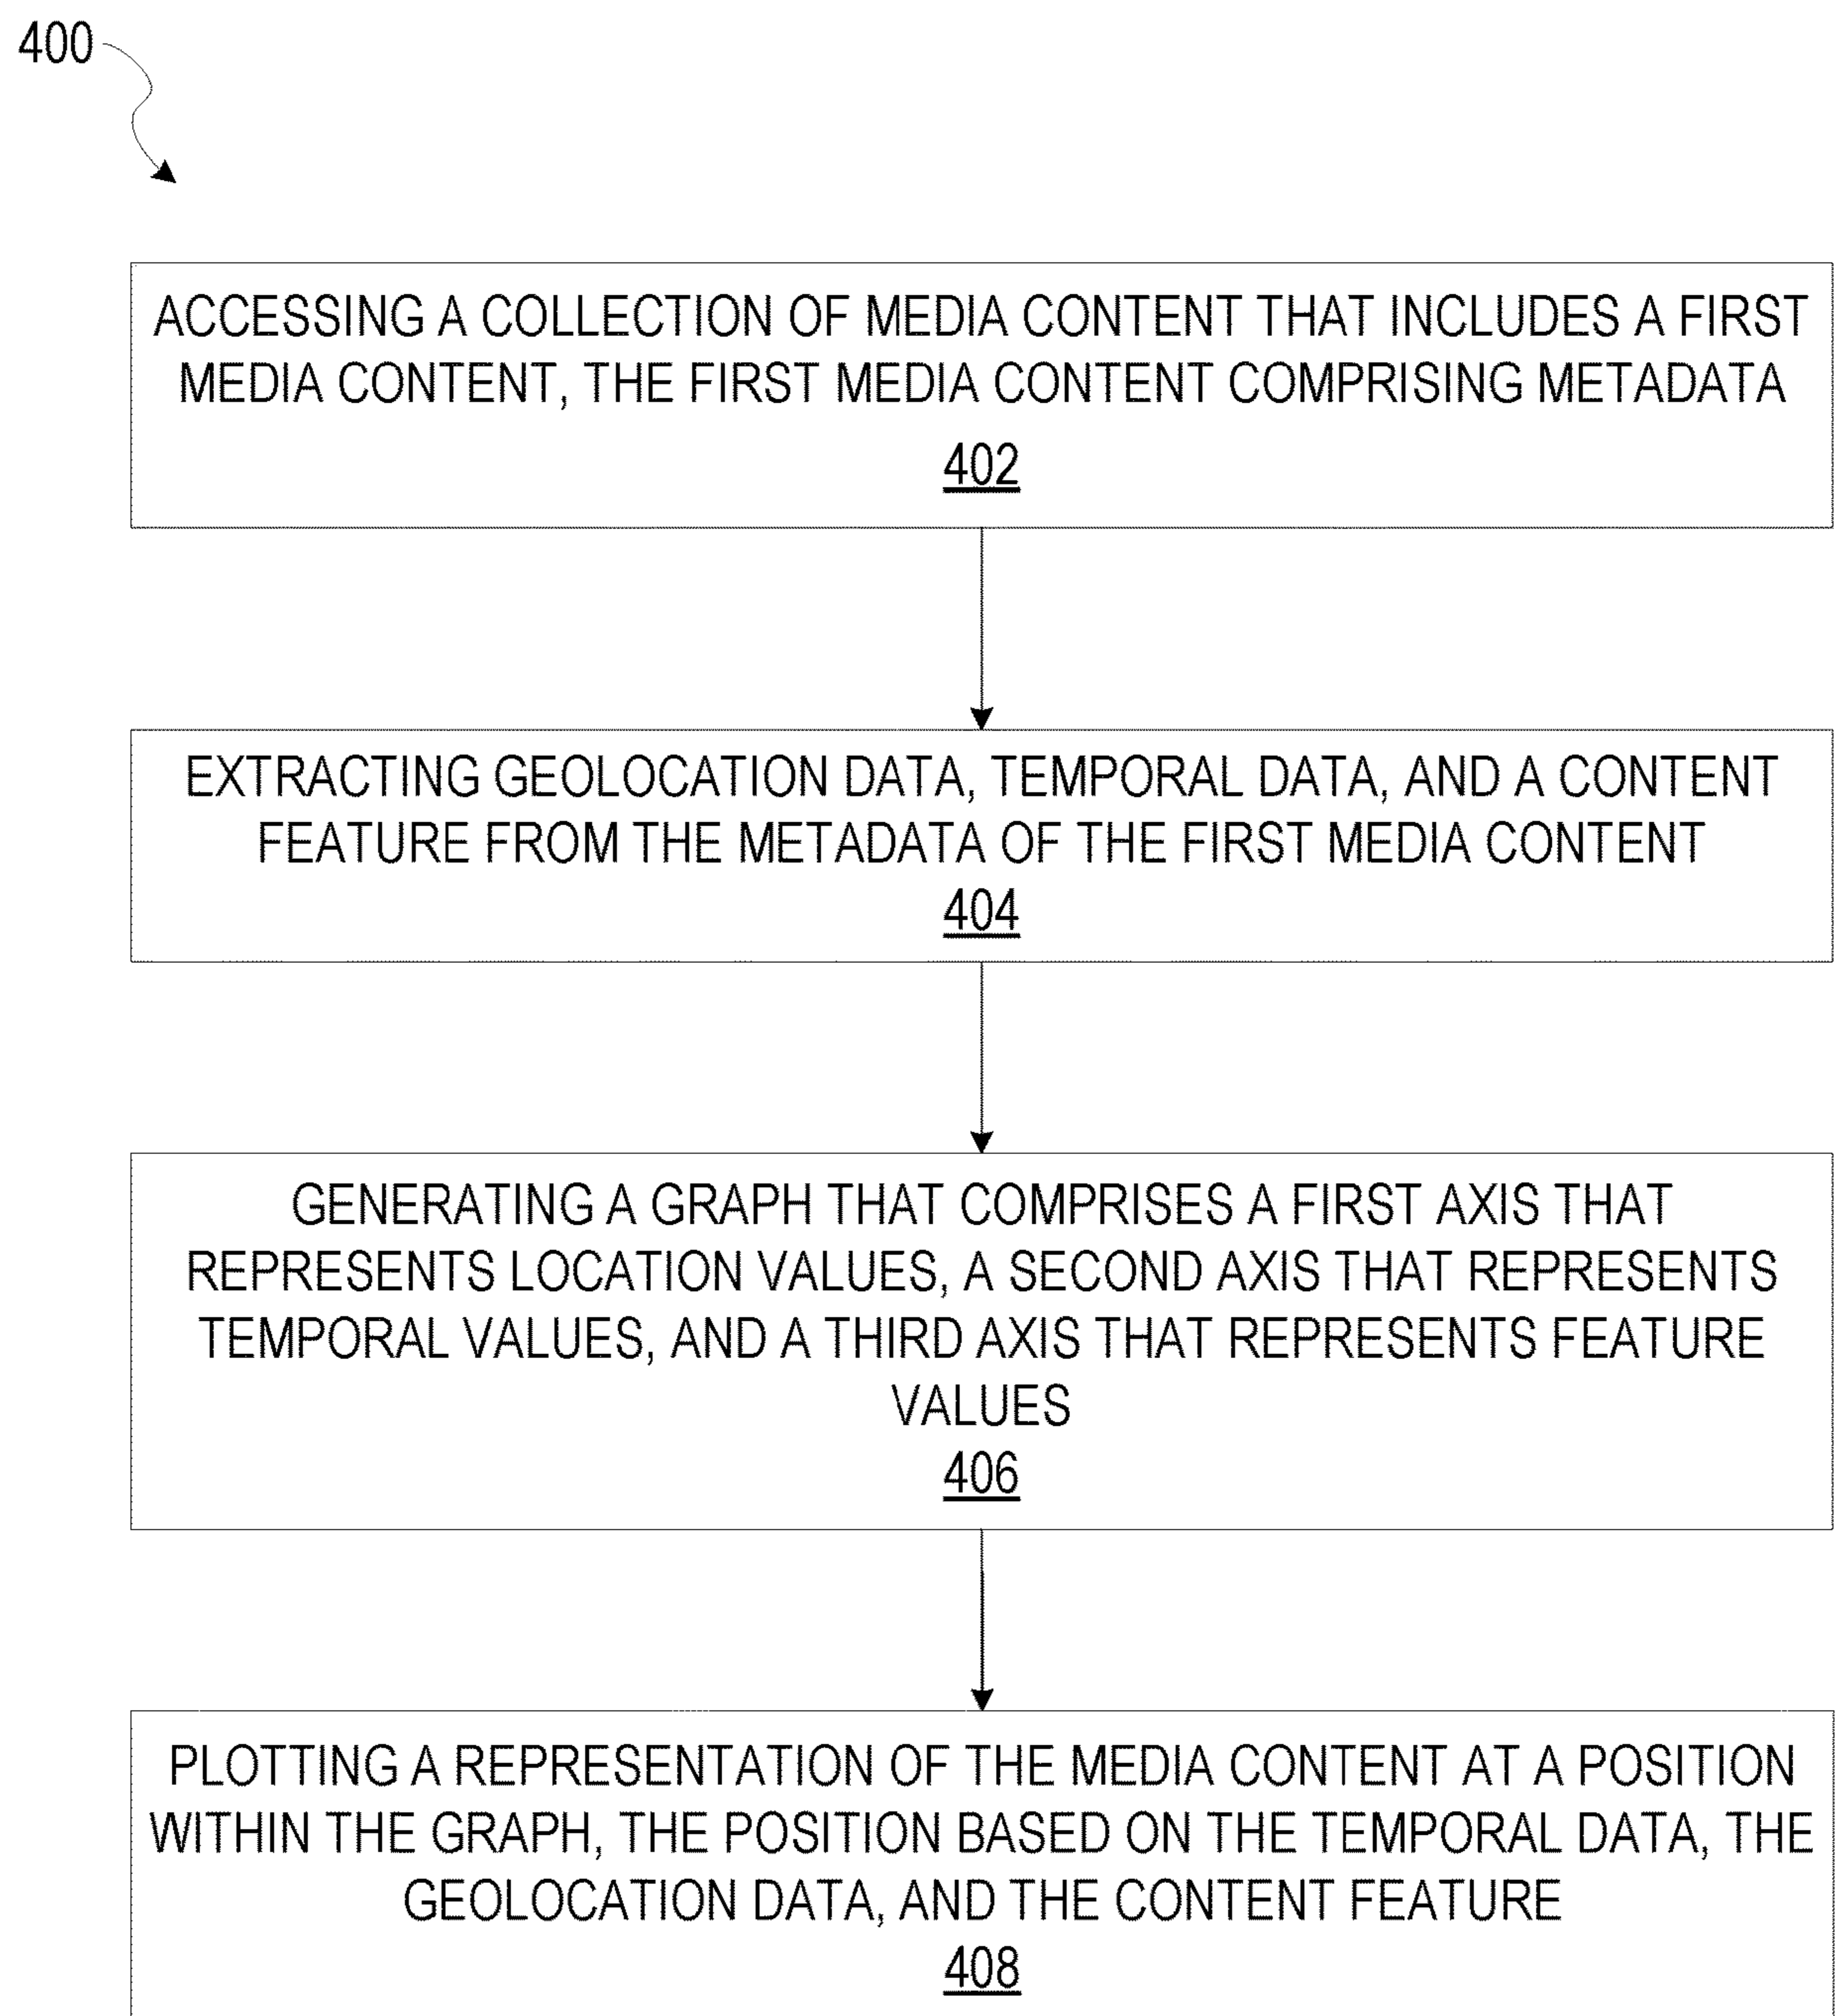 400
ACCESSING A COLLECTION OF MEDIA CONTENT THAT INCLUDES A FIRST
MEDIA CONTENT, THE FIRST MEDIA CONTENT COMPRISING METADATA
402
EXTRACTING GEOLOCATION DATA, TEMPORAL DATA, AND A CONTENT
FEATURE FROM THE METADATA OF THE FIRST MEDIA CONTENT
404
GENERATING A GRAPH THAT COMPRISES A FIRST AXIS THAT
REPRESENTS LOCATION VALUES, A SECOND AXIS THAT REPRESENTS
TEMPORAL VALUES, AND A THIRD AXIS THAT REPRESENTS FEATURE
VALUES
406
PLOTTING A REPRESENTATION OF THE MEDIA CONTENT AT A POSITION
WITHIN THE GRAPH, THE POSITION BASED ON THE TEMPORAL DATA, THE
GEOLOCATION DATA, AND THE CONTENT FEATURE
408